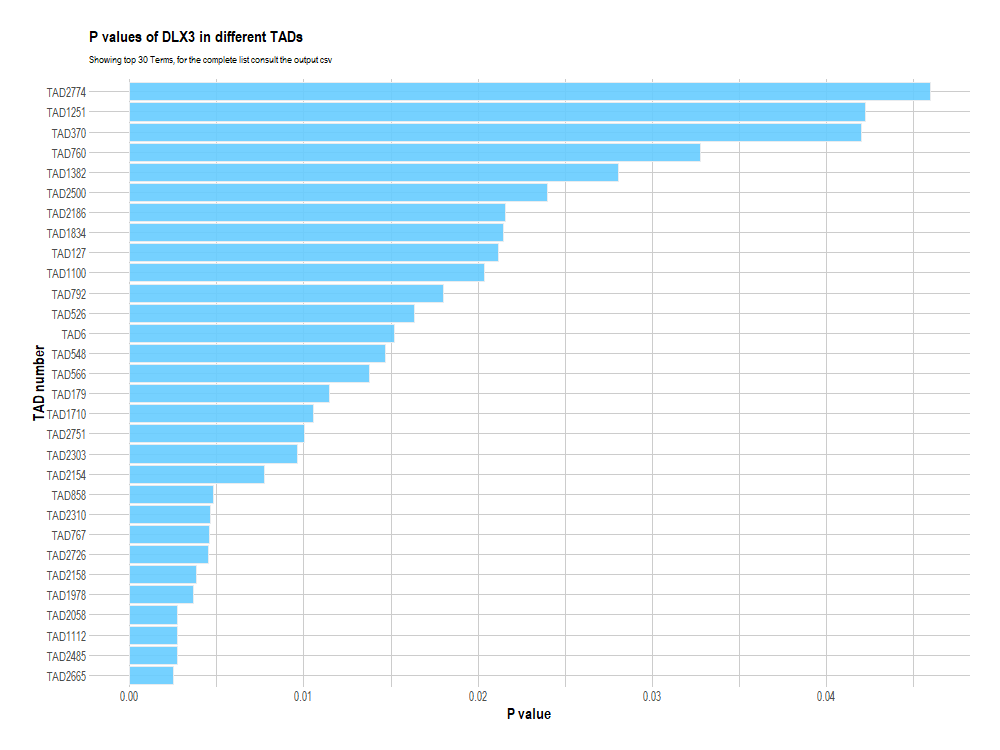 P values of DLX3 in different TADs
Showing top 30 Terms, for the complete list consult the output csv
TAD2774
TAD1251
TAD370
TAD760
TAD1382
TAD2500
TAD2186
TAD1834
TAD127
TAD1100
TAD792
TAD526
TAD6
TAD548
TAD566
TAD179
TAD1710
TAD2751
TAD2303
TAD2154
TAD858
TAD2310
TAD767
TAD2726
TAD2158
TAD1978
TAD2058
TAD1112
TAD2485
TAD2665
TAD number
0.00 0.01 0.02 0.03 0.04
P value